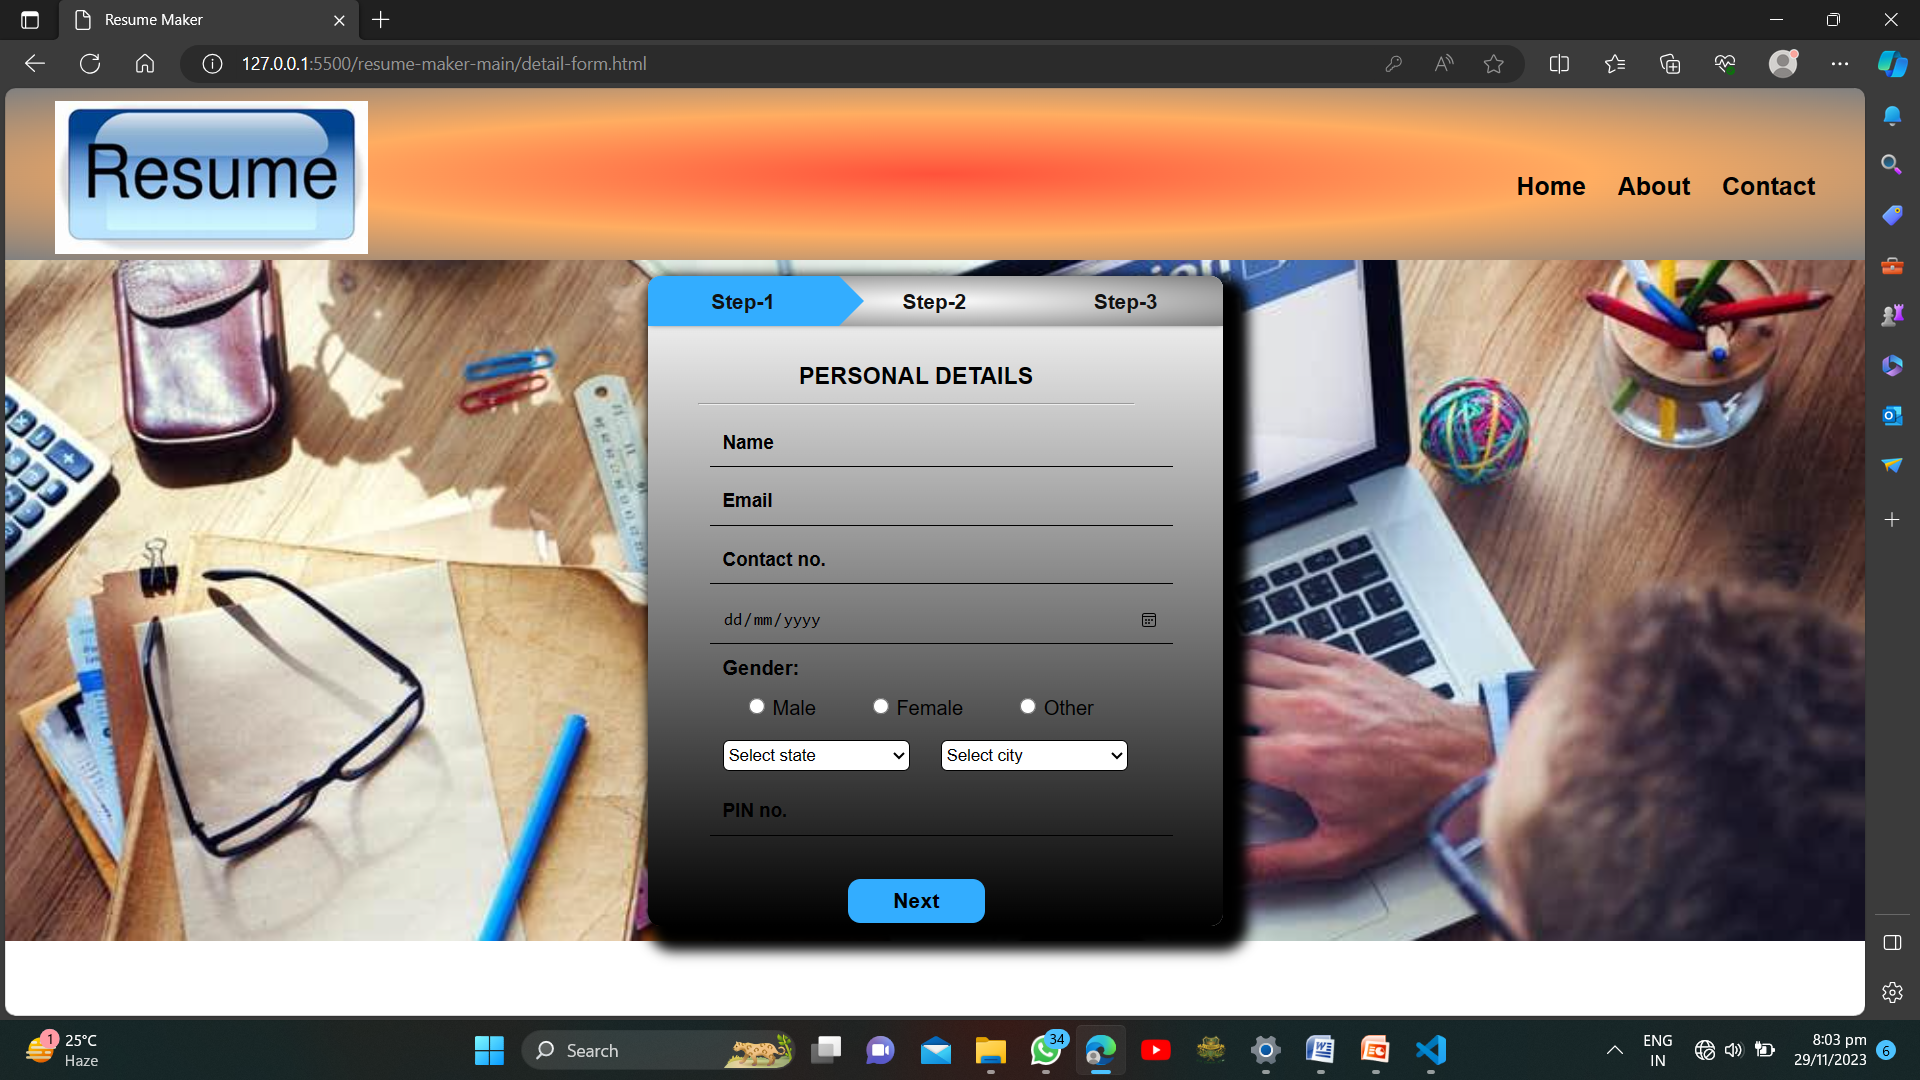 Resume Maker
127.0.0.1:5500/resume-maker-main/detail-form.html
Resume
Home About Contact
Step-1 Step-2 Step-3
PERSONAL DETAILS
Name
Email
Contact no.
dd/mm/yyyy
Gender:
Male Female Other
Select state Select city
PIN no.
Next
1
25°C
Haze
Search
34
ENG
IN
8:03 pm
29/11/2023
6